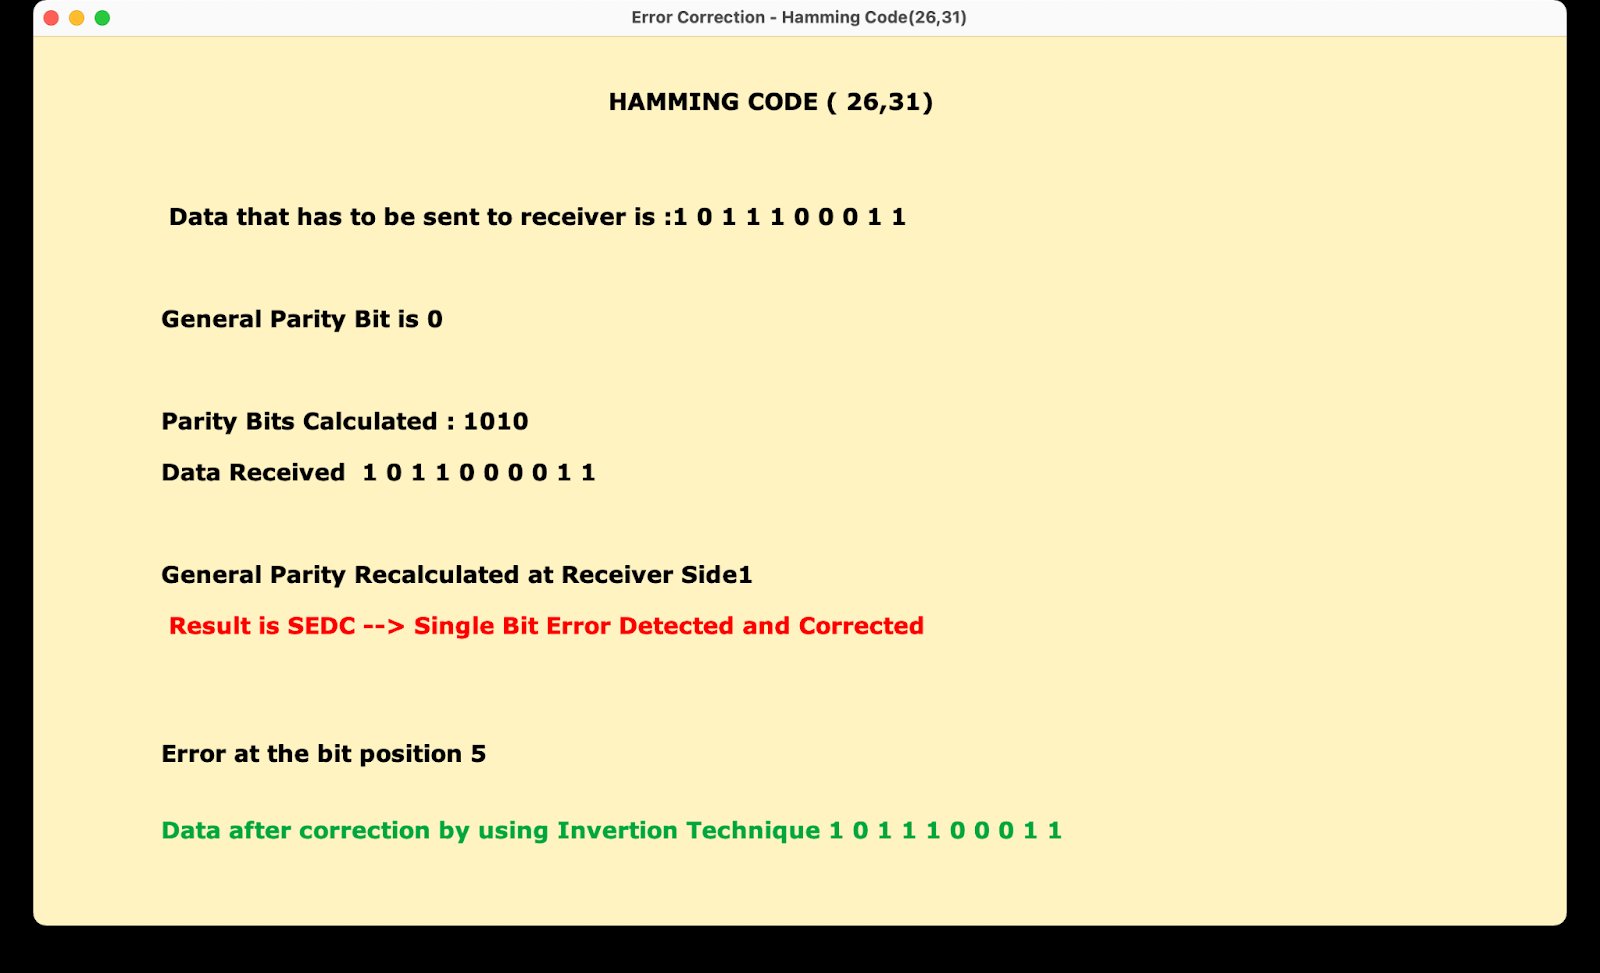 Error Correction - Hamming Code(26,31)
HAMMING CODE ( 26,31)
Data that has to be sent to receiver is :1 0 1 1 1 0 0 0 1 1
General Parity Bit is 0
Parity Bits Calculated : 1010
Data Received  1 0 1 1 0 0 0 0 1 1
General Parity Recalculated at Receiver Side1
Result is SEDC --> Single Bit Error Detected and Corrected
Error at the bit position 5
Data after correction by using Invertion Technique 1 0 1 1 1 0 0 0 1 1